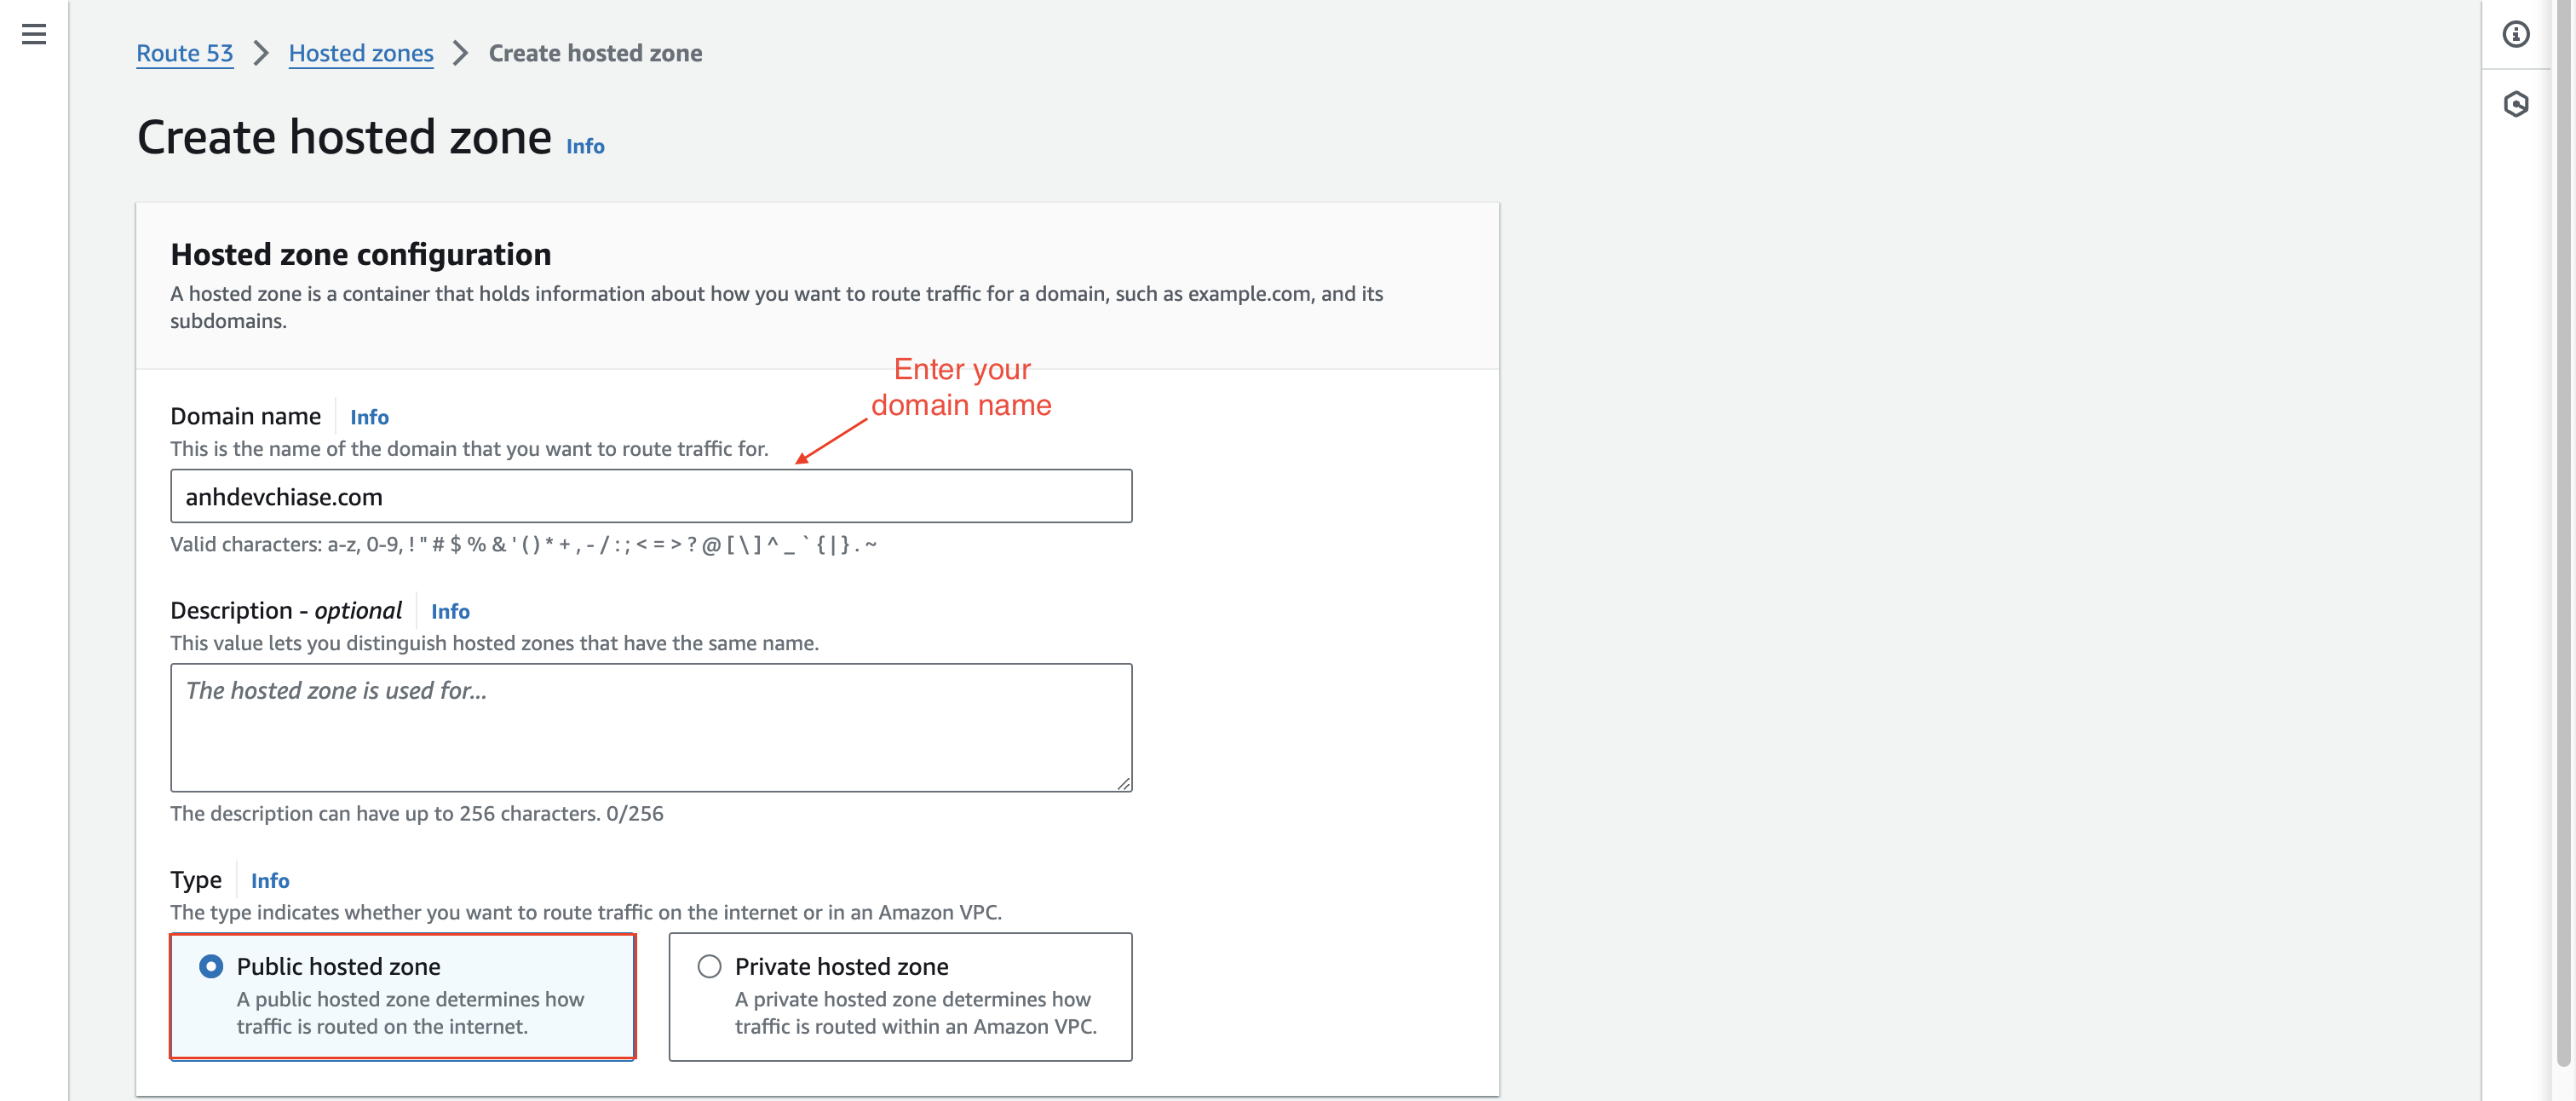 Route 53 > Hosted zones > Create hosted zone
Create hosted zone Info
Hosted zone configuration
A hosted zone is a container that holds information about how you want to route traffic for a domain, such as example.com, and its
subdomains.
Enter your
domain name
Domain name Info
This is the name of the domain that you want to route traffic for.
anhdevchiase.com
Valid characters: a-z, 0-9, ! " # $ % & ' ( ) * + , - / : ; < = > ? @ [ \ ] ^ _ ` { | } . ~
Description - optional Info
This value lets you distinguish hosted zones that have the same name.
The hosted zone is used for...
The description can have up to 256 characters. 0/256
Type Info
The type indicates whether you want to route traffic on the internet or in an Amazon VPC.
Public hosted zone
A public hosted zone determines how
traffic is routed on the internet.
Private hosted zone
A private hosted zone determines how
traffic is routed within an Amazon VPC.